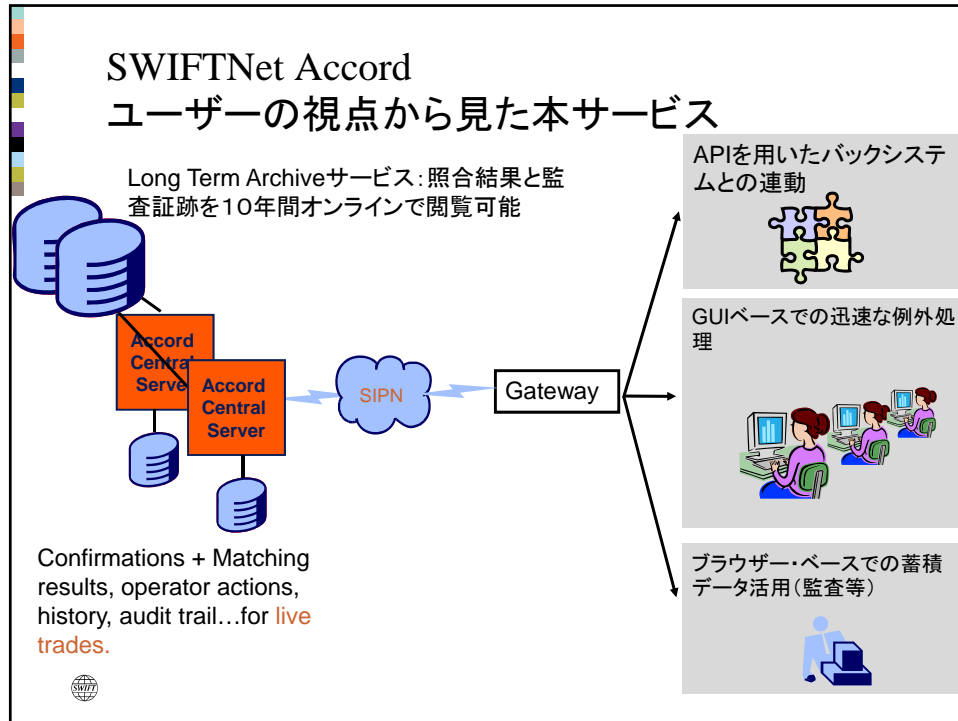 SWIFTNet Accord
ユーザーの視点から見た本サービス
Long Term Archiveサービス：照合結果と監
査証跡を１０年間オンラインで閲覧可能
APIを用いたバックシステ
ムとの連動
GUIベースでの迅速な例外処
理
Accord
Central
Server
Accord
Central
Server
SIPN
Gateway
Confirmations + Matching
results, operator actions,
history, audit trail…for live
trades.
ブラウザー・ベースでの蓄積
データ活用（監査等）
SWIFT